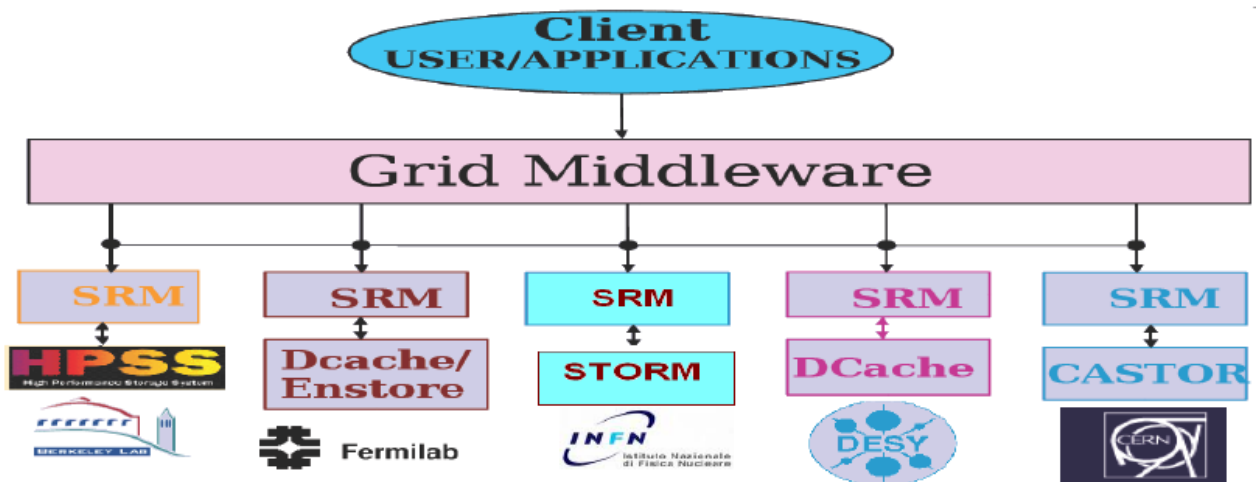 Client
USER/APPLICATIONS
Grid Middleware
SRM
SRM
SRM
SRM
SRM
HPSS
High Performance Storage System
Dcache/
Enstore
STORM
DCache
CASTOR
BERKELEY LAB
Fermilab
INFN
Istituto Nazionale
di Fisica Nucleare
DESY
CERN